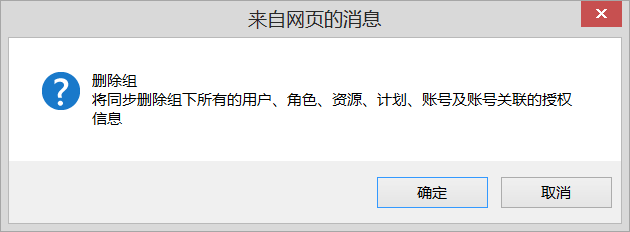 来自网页的消息
删除组
将同步删除组下所有的用户、角色、资源、计划、账号及账号关联的授权
信息
确定
取消